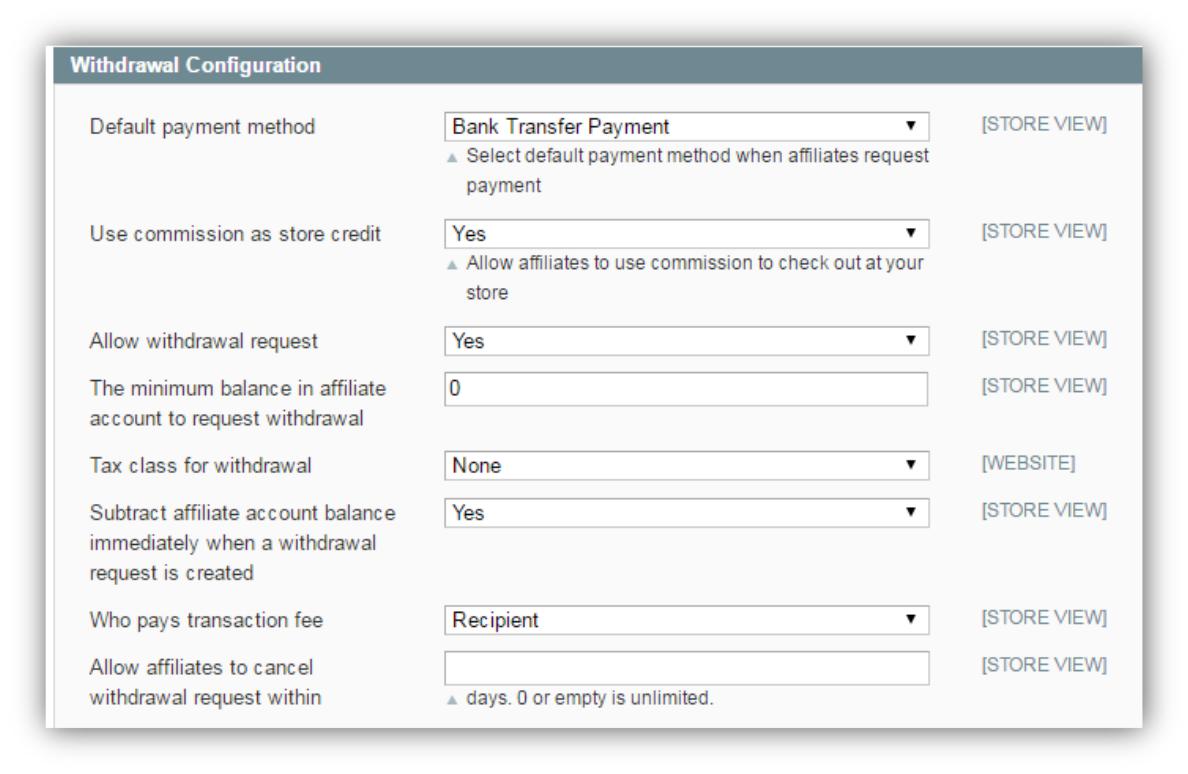 Withdrawal Configuration
Default payment method
Bank Transfer Payment
[STORE VIEW]
Select default payment method when affiliates request
payment
Use commission as store credit
Yes
[STORE VIEW]
Allow affiliates to use commission to check out at your
store
Allow withdrawal request
Yes
[STORE VIEW]
The minimum balance in affiliate
account to request withdrawal
0
[STORE VIEW]
Tax class for withdrawal
None
[WEBSITE]
Subtract affiliate account balance
immediately when a withdrawal
request is created
Yes
[STORE VIEW]
Who pays transaction fee
Recipient
[STORE VIEW]
Allow affiliates to cancel
withdrawal request within
[STORE VIEW]
days. 0 or empty is unlimited.